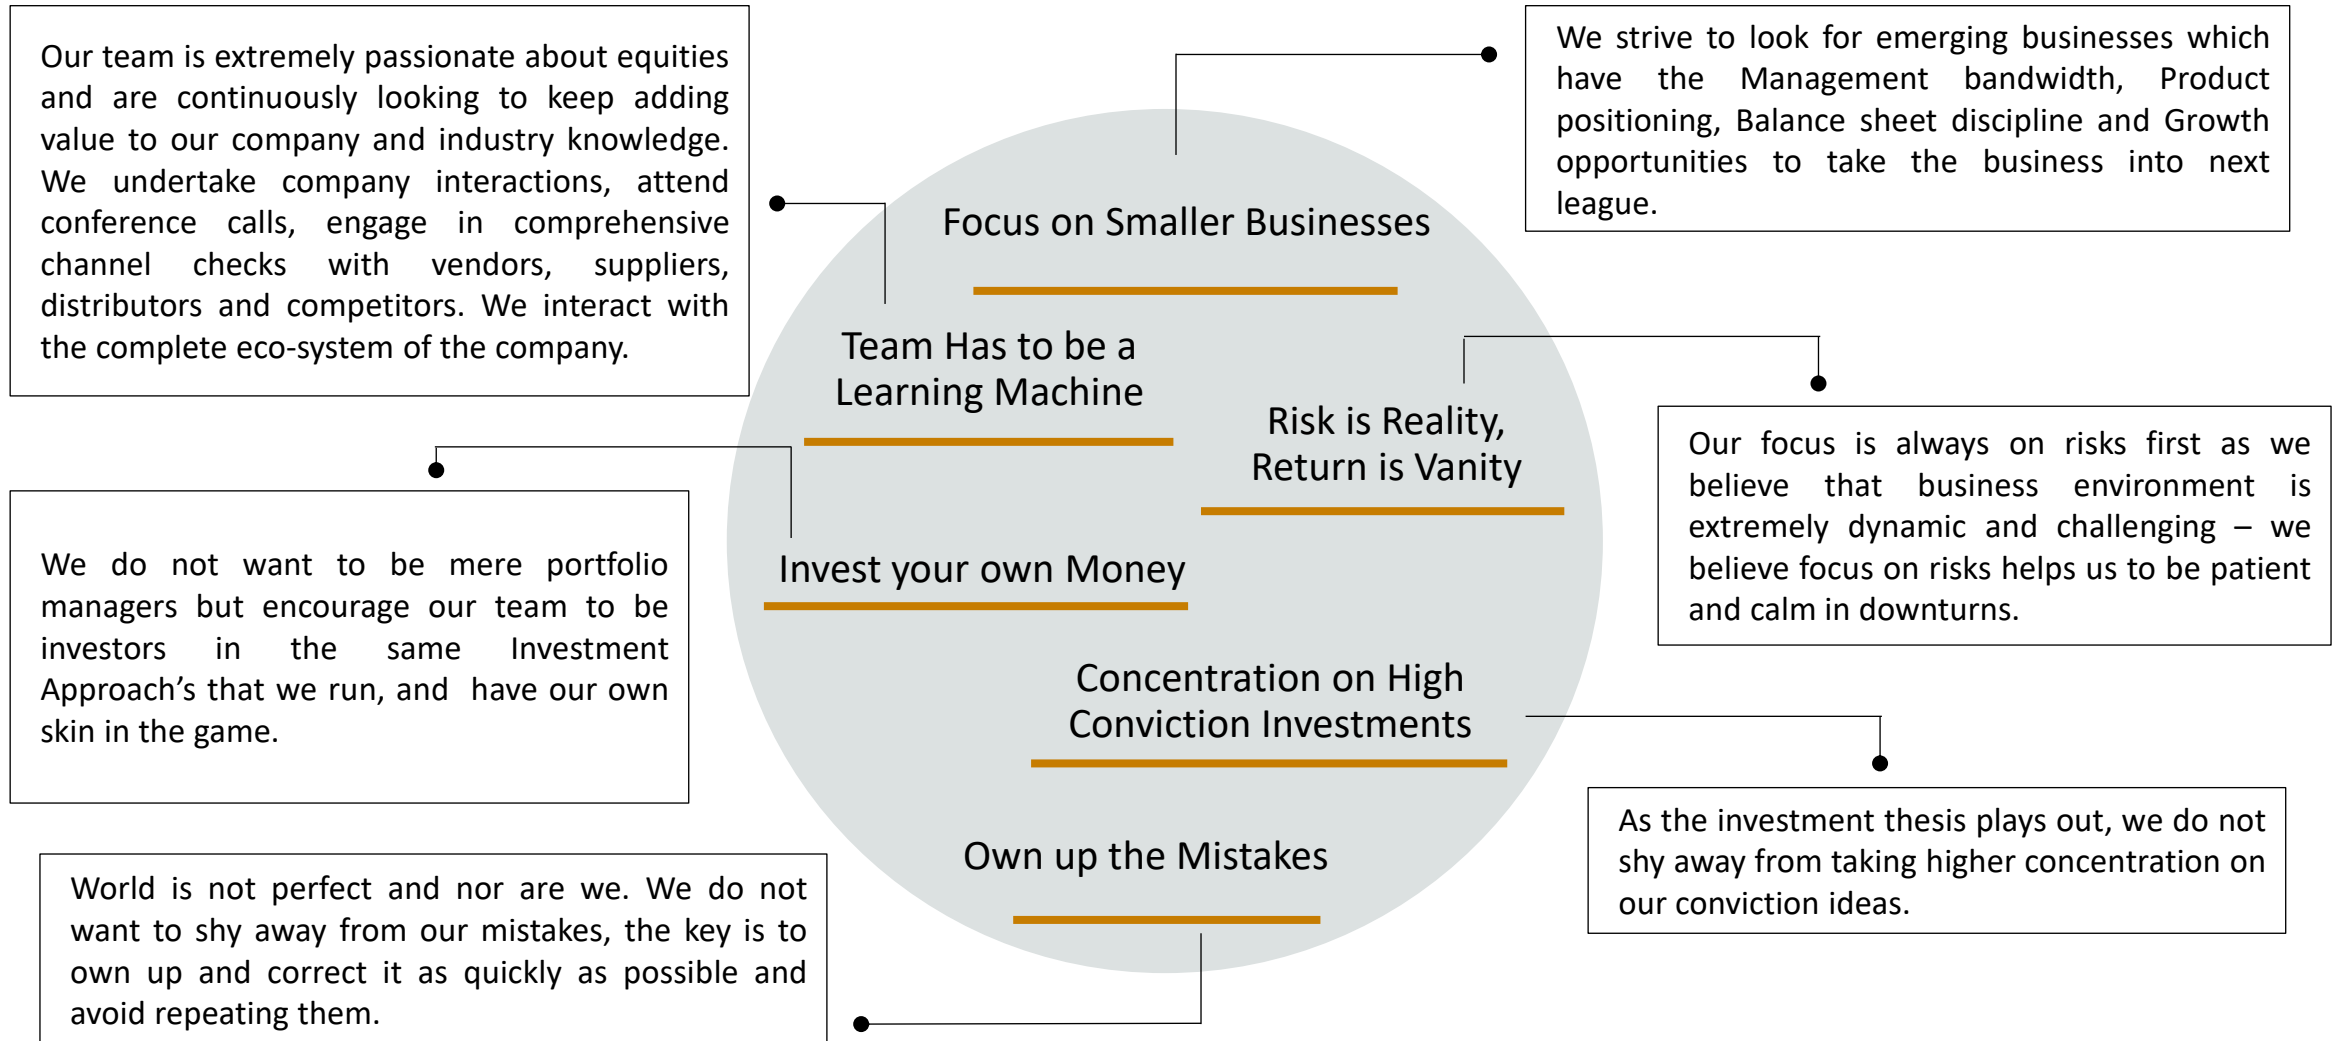 Our team is extremely passionate about equities
and are continuously looking to keep adding
value to our company and industry knowledge.
We undertake company interactions, attend
conference calls, engage in comprehensive
channel checks with vendors, suppliers,
distributors and competitors. We interact with
the complete eco-system of the company.
We strive to look for emerging businesses which
have the Management bandwidth, Product
positioning, Balance sheet discipline and Growth
opportunities to take the business into next
league.
Focus on Smaller Businesses
Team Has to be a
Learning Machine
Risk is Reality,
Return is Vanity
Our focus is always on risks first as we
believe that business environment is
extremely dynamic and challenging – we
believe focus on risks helps us to be patient
and calm in downturns.
We do not want to be mere portfolio
managers but encourage our team to be
investors in the same Investment
Approach’s that we run, and have our own
skin in the game.
Invest your own Money
Concentration on High
Conviction Investments
As the investment thesis plays out, we do not
shy away from taking higher concentration on
our conviction ideas.
Own up the Mistakes
World is not perfect and nor are we. We do not
want to shy away from our mistakes, the key is to
own up and correct it as quickly as possible and
avoid repeating them.